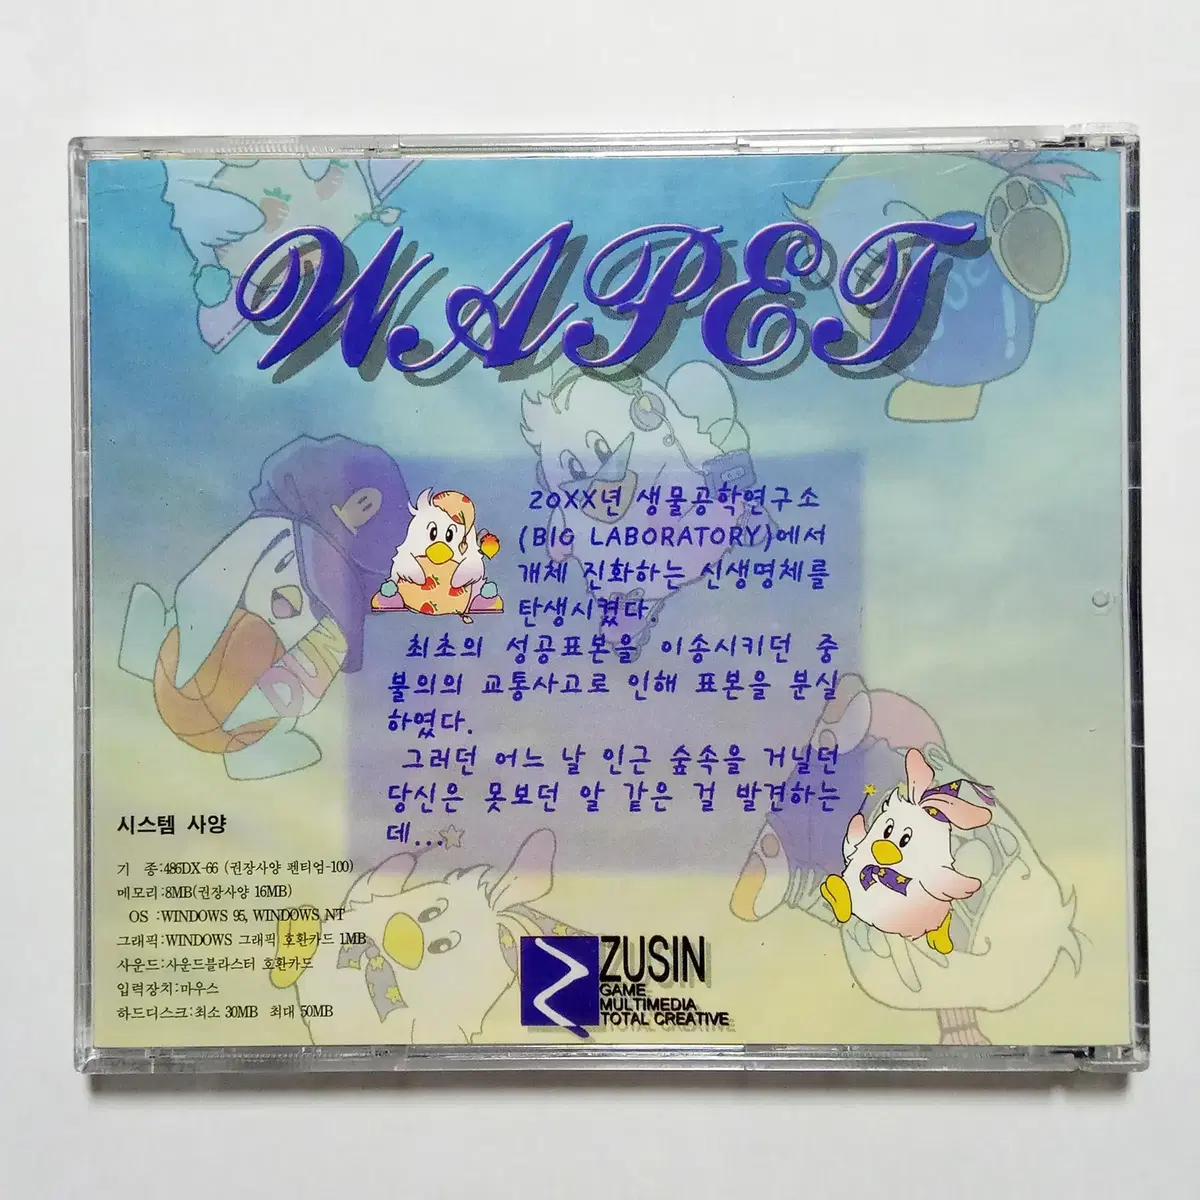 WAPET
20XX년 생물공학연구소
(BIG LABORATORY)에서
개체 진화하는 신생명체를
탄생시켰다.
최초의 성공표본을 이송시키던 중
불의의 교통사고로 인해 표본을 분실
하였다.
그러던 어느 날 인근 숲속을 거닐던
당신은 못보던 알 같은 걸 발견하는
데...
시스템 사양
기 종:486DX-66 (권장사양 펜티엄-100)
메모리:8MB(권장사양 16MB)
OS :WINDOWS 95, WINDOWS NT
그래픽:WINDOWS 그래픽 호환카드 1MB
사운드:사운드블라스터 호환카드
입력장치:마우스
하드디스크:최소 30MB 최대 50MB
ZUSIN
GAME
MULTIMEDIA
TOTAL CREATIVE